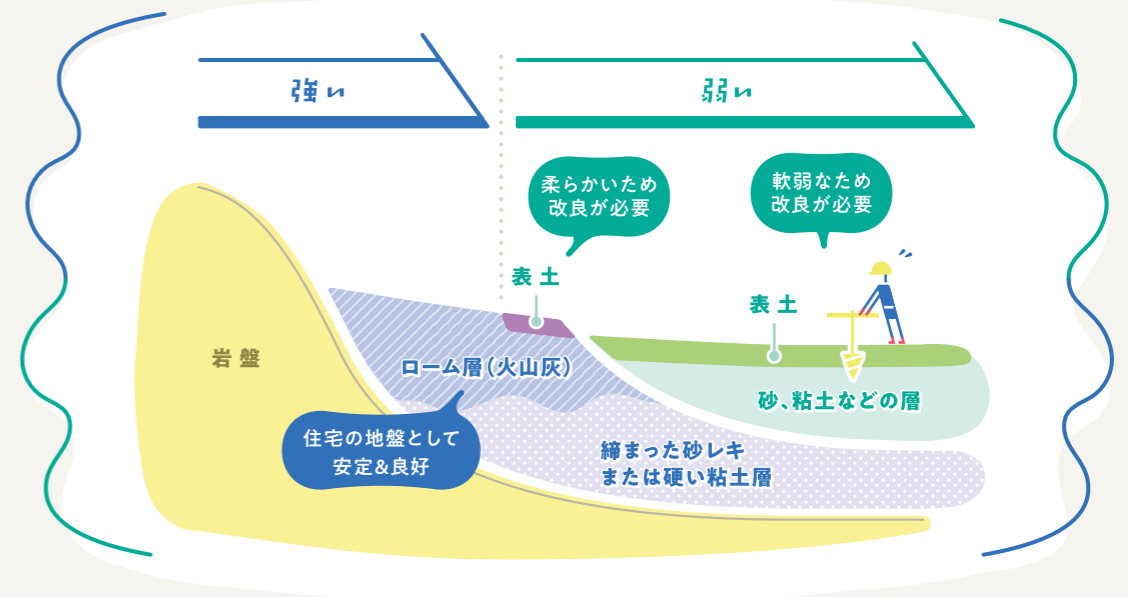 強い
弱い
柔らかいため
改良が必要
軟弱なため
改良が必要
表土
表土
岩盤
ローム層(火山灰)
砂、粘土などの層
住宅の地盤として
安定&良好
締まった砂レキ
または硬い粘土層